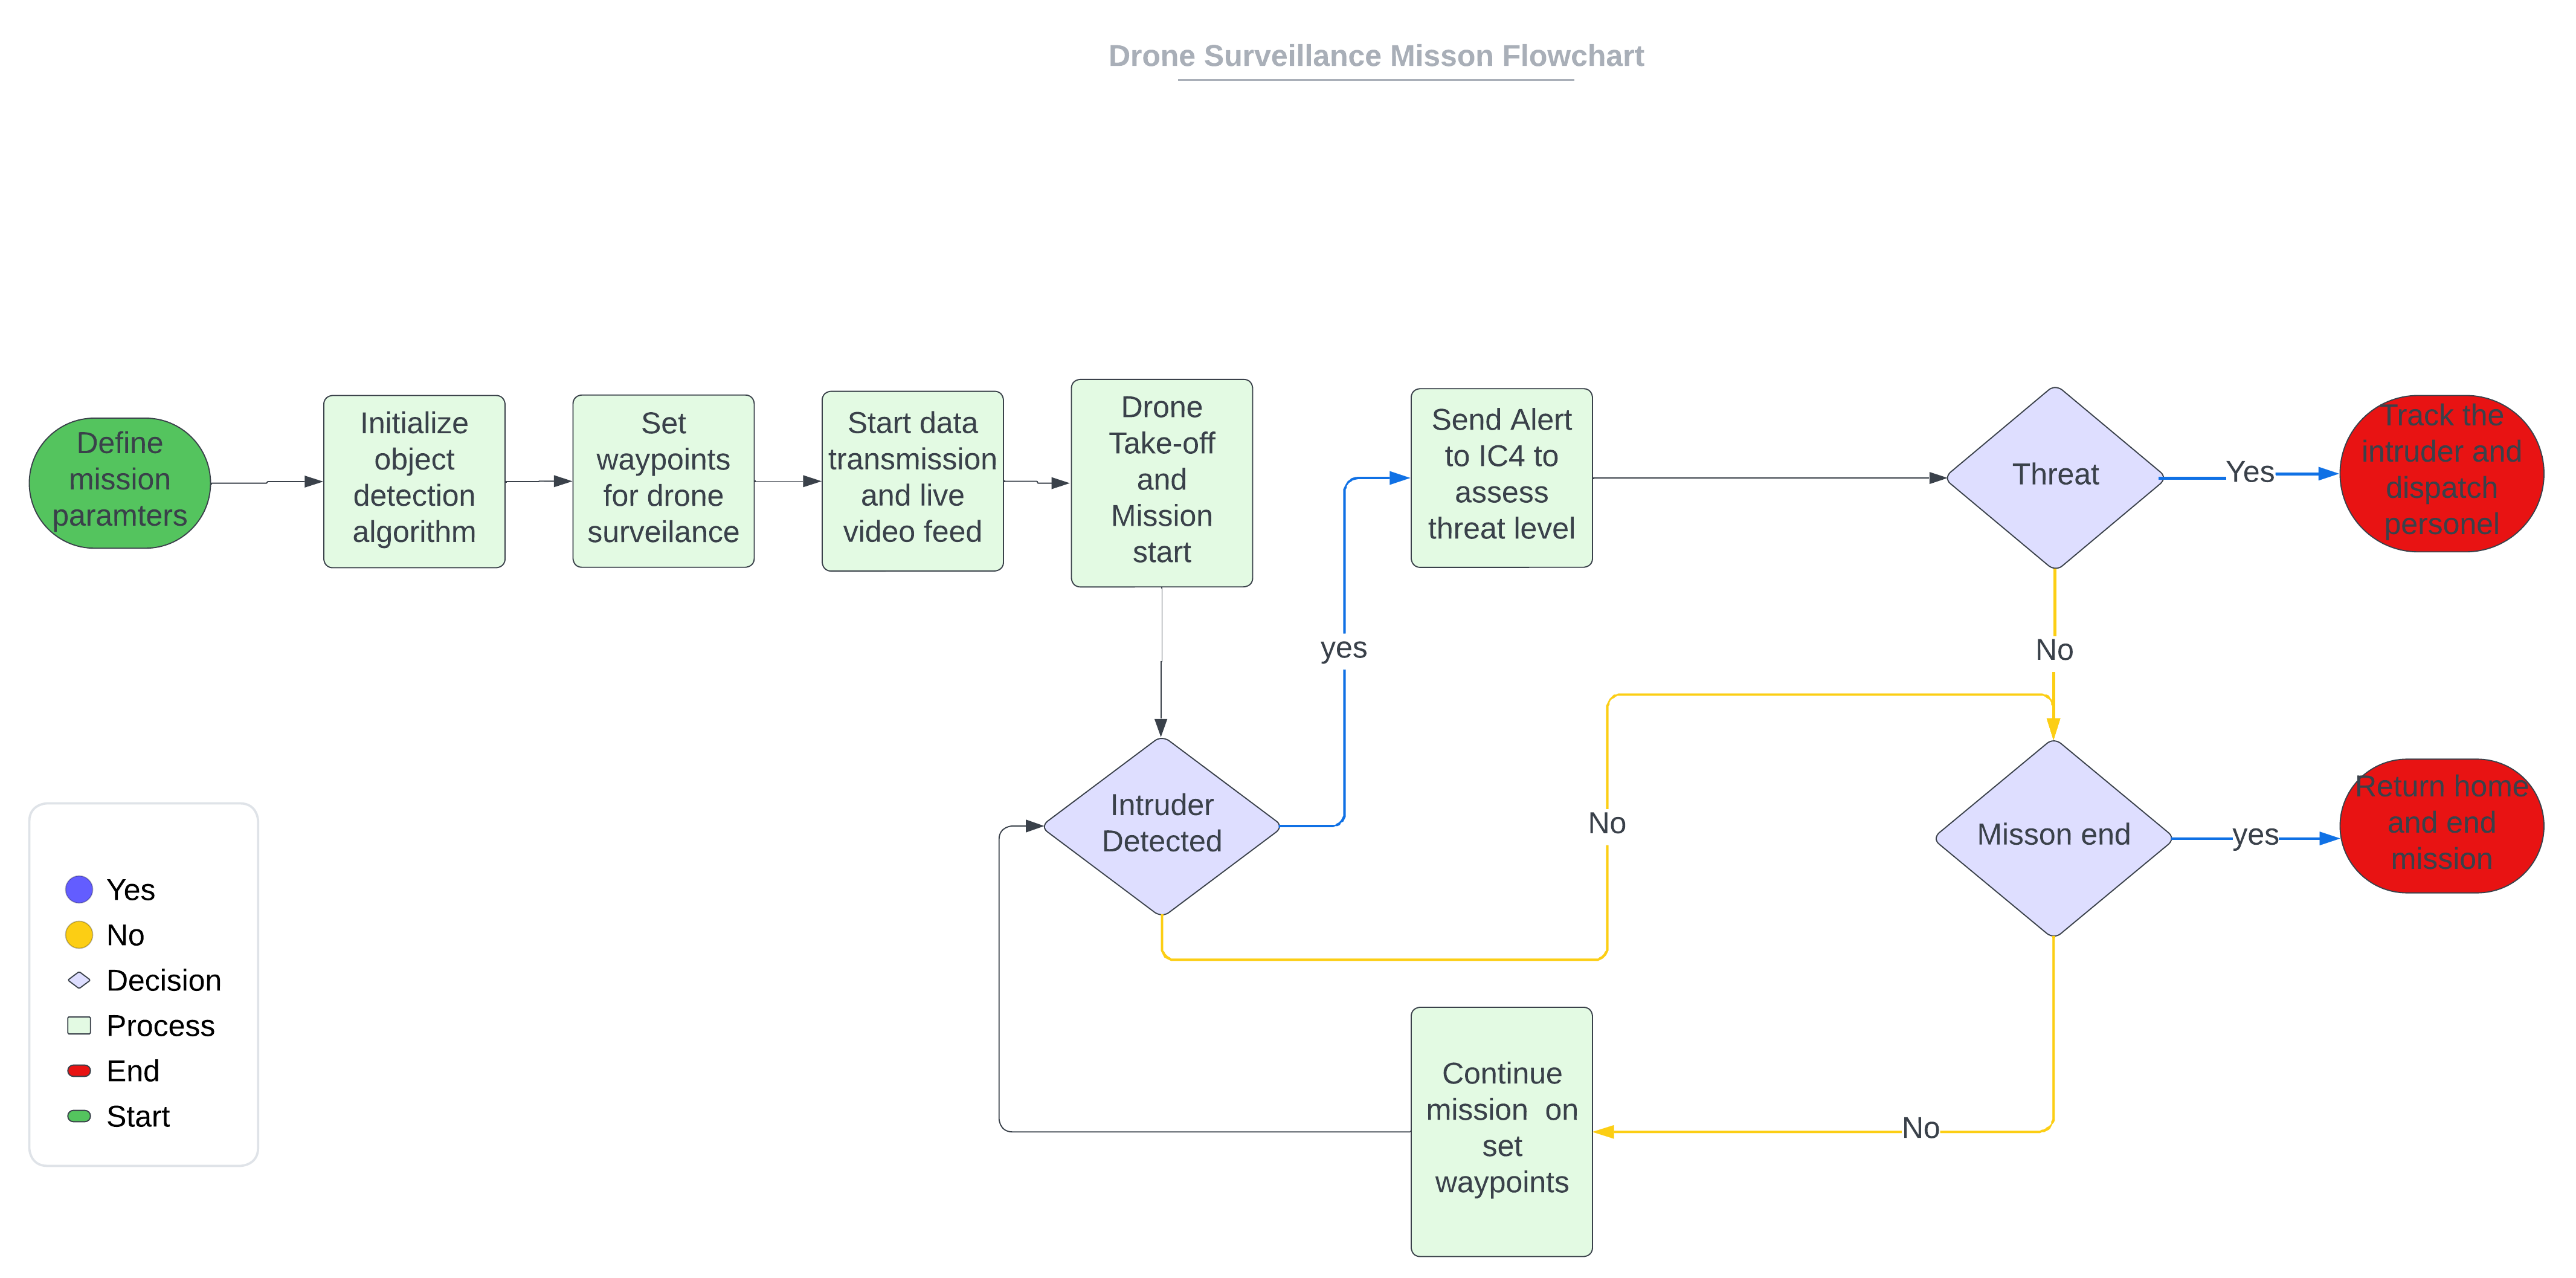 Drone Surveillance Misson Flowchart
Define
mission
paramters
Initialize
object
detection
algorithm
Set
waypoints
for drone
surveilance
Start data
transmission
and live
video feed
Drone
Take-off
and
Mission
start
Send Alert
to IC4 to
assess
threat level
Threat
Yes
Track the
intruder and
dispatch
personel
yes
No
Intruder
Detected
No
Misson end
yes
Return home
and end
mission
Continue
mission  on
set
waypoints
No
Yes
No
Decision
Process
End
Start